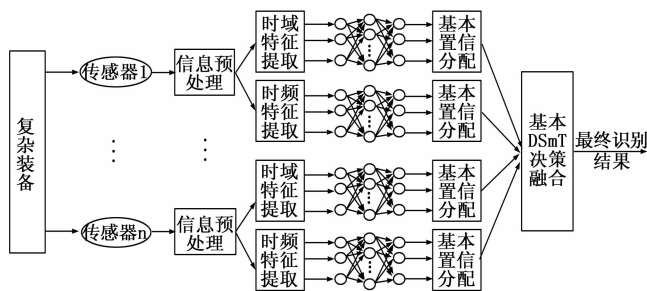 复杂装备
传感器1
信息预
处理
时域
特征
提取
基本
置信
分配
时频
特征
提取
基本
置信
分配
传感器n
信息预
处理
时域
特征
提取
基本
置信
分配
时频
特征
提取
基本
置信
分配
基本
DSmT
决策
融合
最终识别
结果